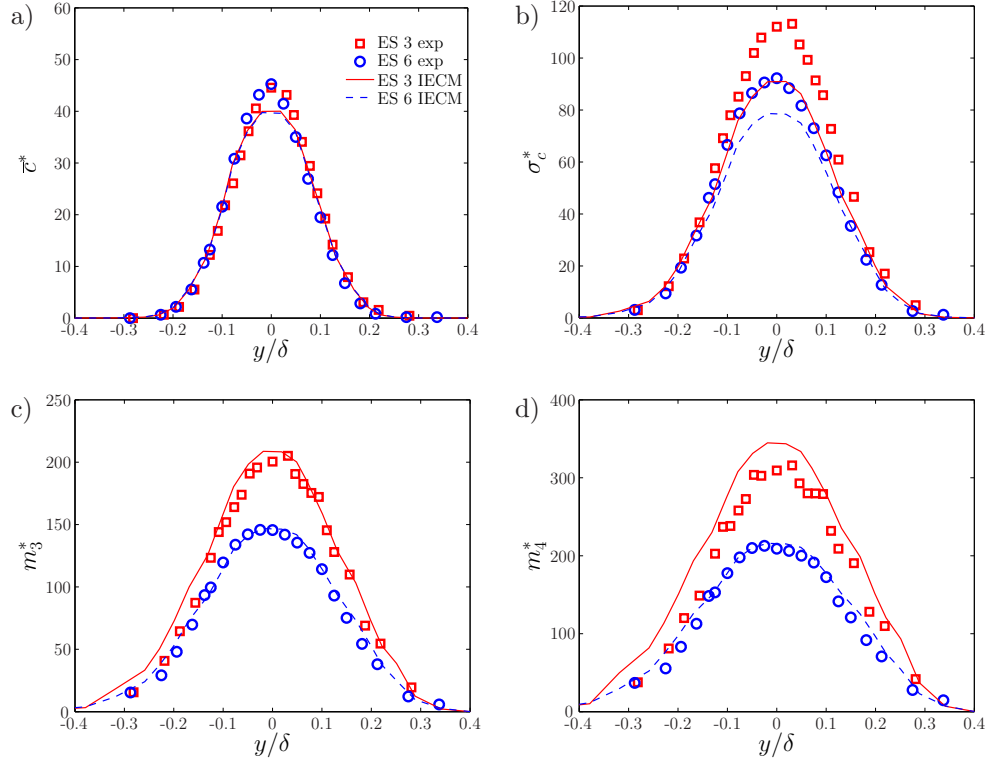 a)
60
50
40
30
20
10
0
c̅*
-0.4 -0.3 -0.2 -0.1 0 0.1 0.2 0.3 0.4
y/δ
ES 3 exp
ES 6 exp
ES 3 IECM
ES 6 IECM
b)
120
100
80
60
40
20
0
σ*c
-0.4 -0.3 -0.2 -0.1 0 0.1 0.2 0.3 0.4
y/δ
c)
250
200
150
100
50
0
m*3
-0.4 -0.3 -0.2 -0.1 0 0.1 0.2 0.3 0.4
y/δ
d)
400
300
200
100
0
m*4
-0.4 -0.3 -0.2 -0.1 0 0.1 0.2 0.3 0.4
y/δ